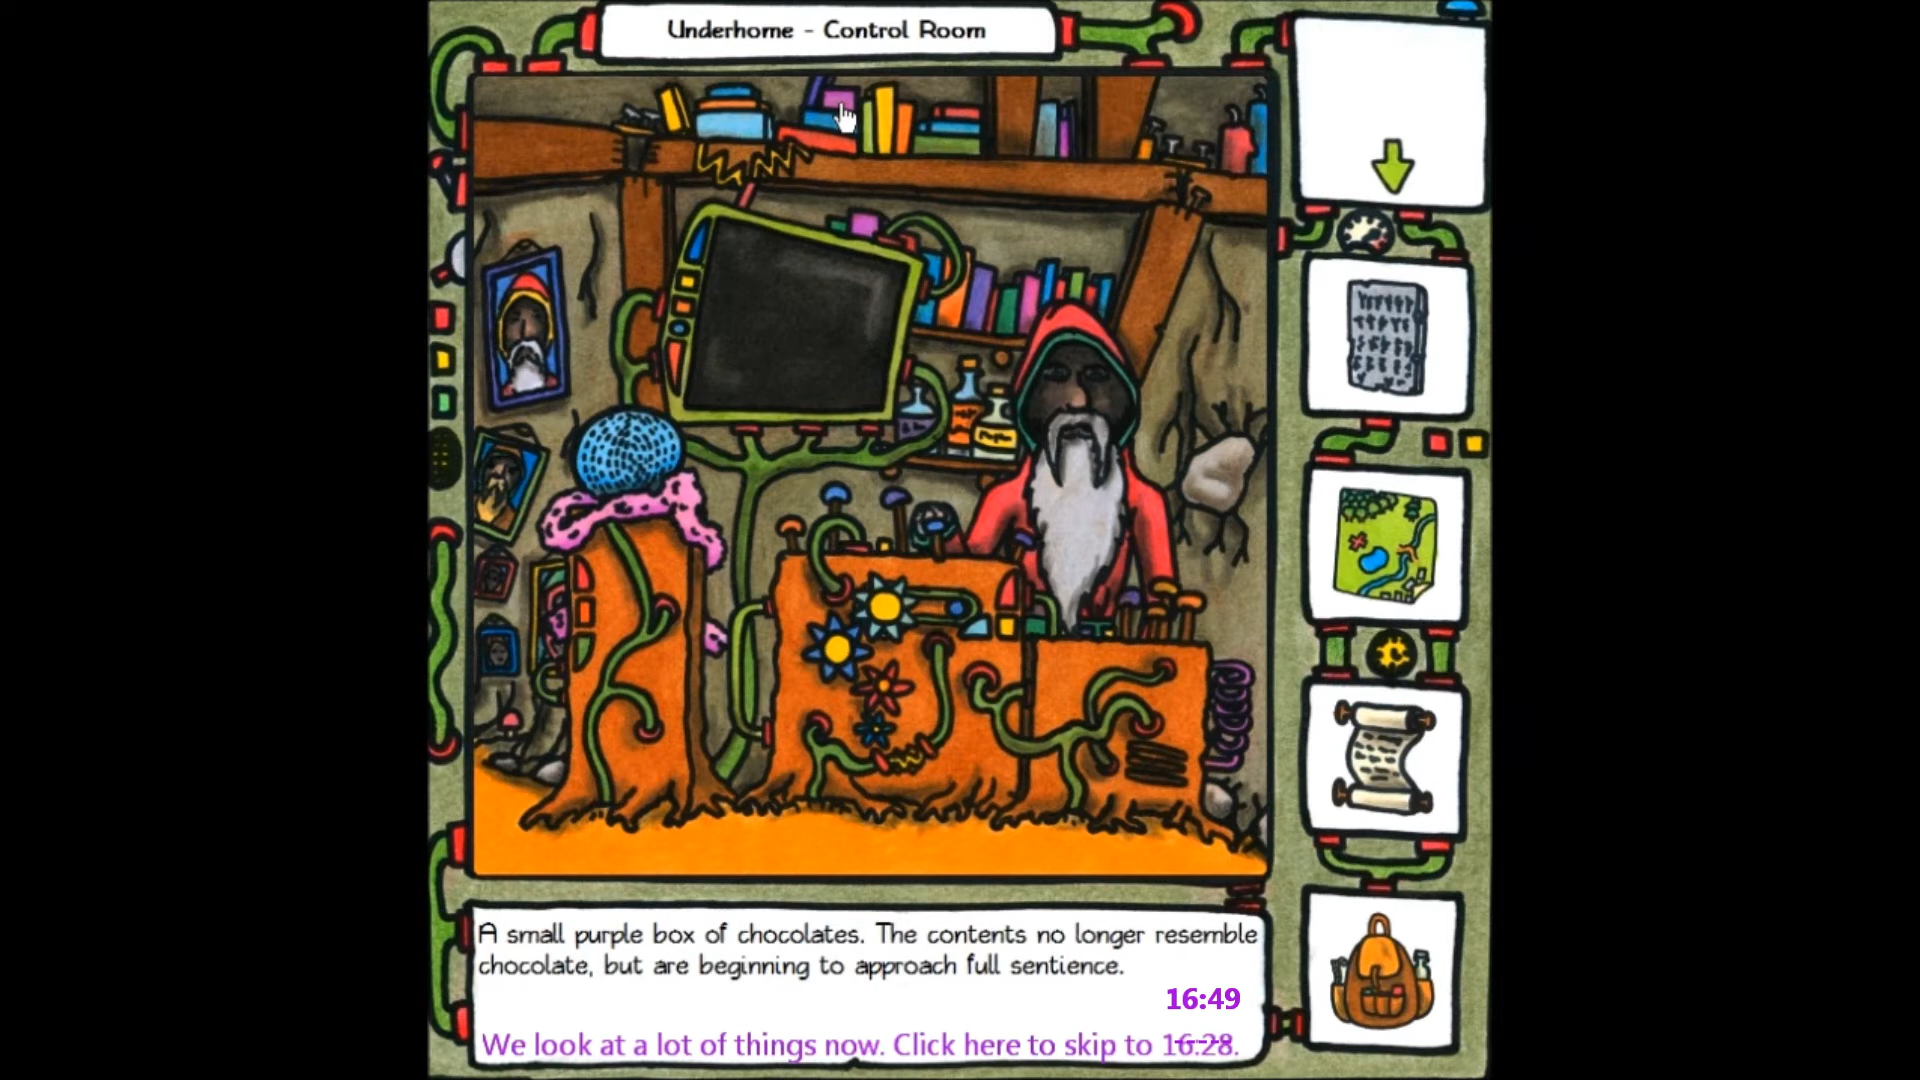 Underhome - Control Room
A small purple box of chocolates. The contents no longer resemble
chocolate, but are beginning to approach full sentience.
16:49
We look at a lot of things now. Click here to skip to 16:28.